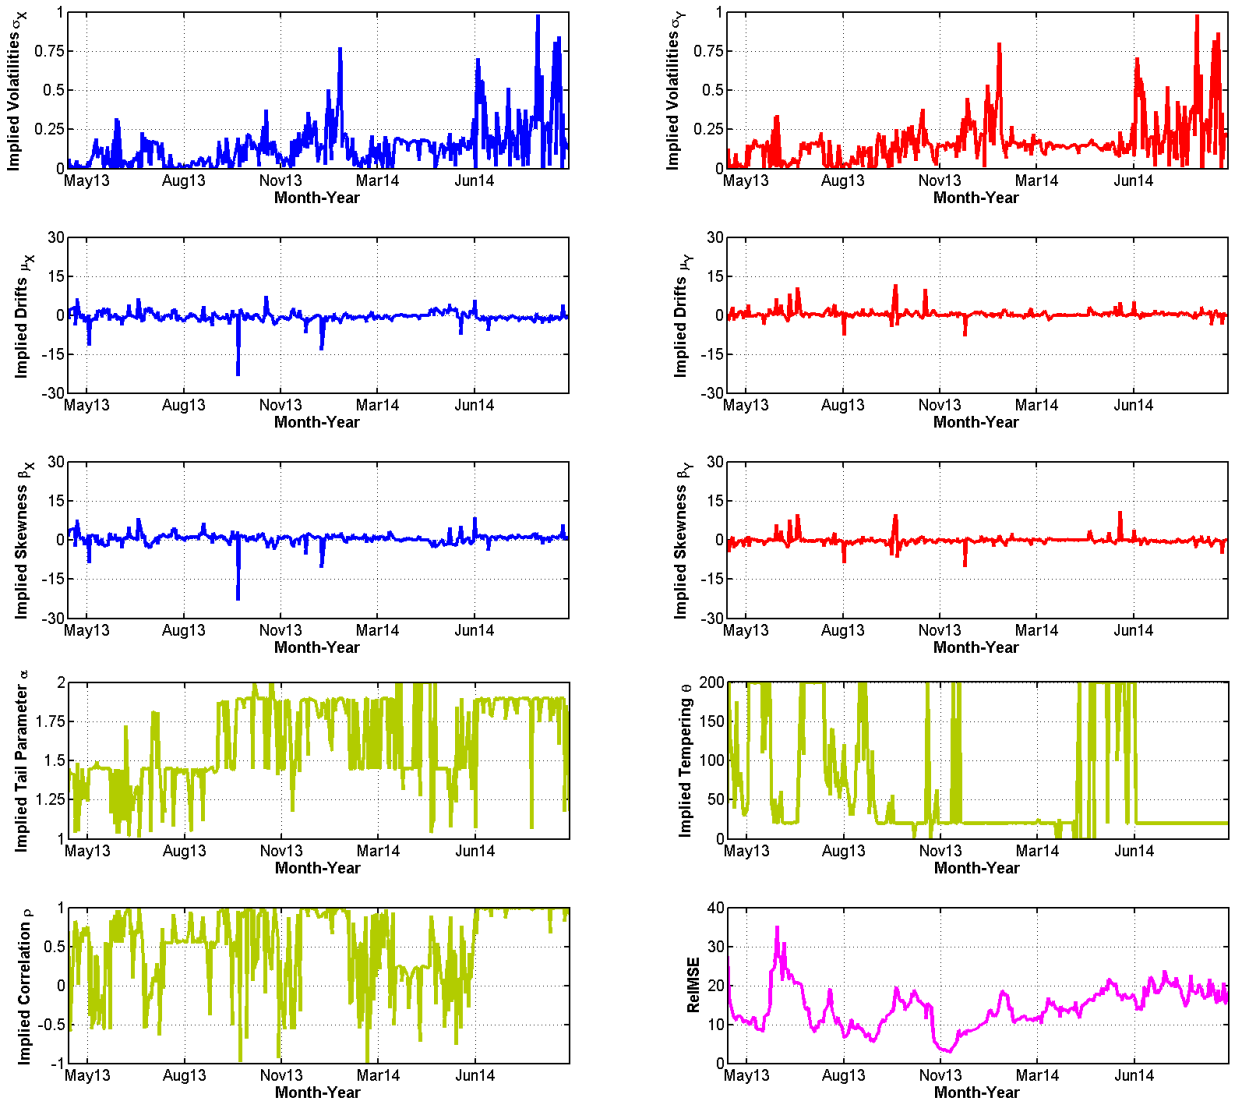 Implied Volatilities σX
1
0.75
0.5
0.25
0
May13 Aug13 Nov13 Mar14 Jun14
Month-Year
Implied Volatilities σY
1
0.75
0.5
0.25
0
May13 Aug13 Nov13 Mar14 Jun14
Month-Year
Implied Drifts μX
30
15
0
-15
-30
May13 Aug13 Nov13 Mar14 Jun14
Month-Year
Implied Drifts μY
30
15
0
-15
-30
May13 Aug13 Nov13 Mar14 Jun14
Month-Year
Implied Skewness βX
30
15
0
-15
-30
May13 Aug13 Nov13 Mar14 Jun14
Month-Year
Implied Skewness βY
30
15
0
-15
-30
May13 Aug13 Nov13 Mar14 Jun14
Month-Year
Implied Tail Parameter α
2
1.75
1.5
1.25
1
May13 Aug13 Nov13 Mar14 Jun14
Month-Year
Implied Tempering θ
200
150
100
50
0
May13 Aug13 Nov13 Mar14 Jun14
Month-Year
Implied Correlation ρ
1
0.5
0
-0.5
-1
May13 Aug13 Nov13 Mar14 Jun14
Month-Year
RelMSE
40
30
20
10
0
May13 Aug13 Nov13 Mar14 Jun14
Month-Year